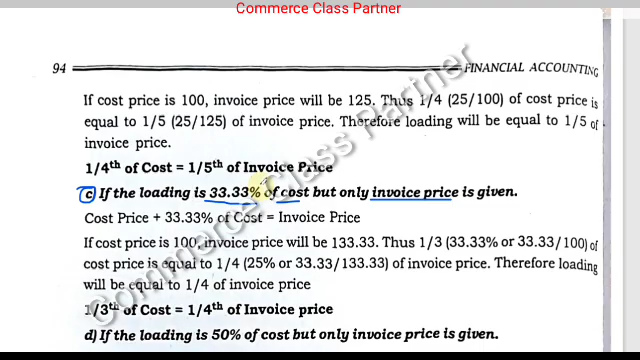 Commerce Class Partner
94 FINANCIAL ACCOUNTING
If cost price is 100, invoice price will be 125. Thus 1/4 (25/100) of cost price is
equal to 1/5 (25/125) of invoice price. Therefore loading will be equal to 1/5 of
invoice price.
1/4th of Cost = 1/5th of Invoice Price
c) If the loading is 33.33% of cost but only invoice price is given.
Cost Price + 33.33% of Cost = Invoice Price
If cost price is 100, invoice price will be 133.33. Thus 1/3 (33.33% or 33.33/100) of
cost price is equal to 1/4 (25% or 33.33/133.33) of invoice price. Therefore loading
will be equal to 1/4 of invoice price
1/3th of Cost = 1/4th of Invoice price
d) If the loading is 50% of cost but only invoice price is given.
Commerce Class Partner